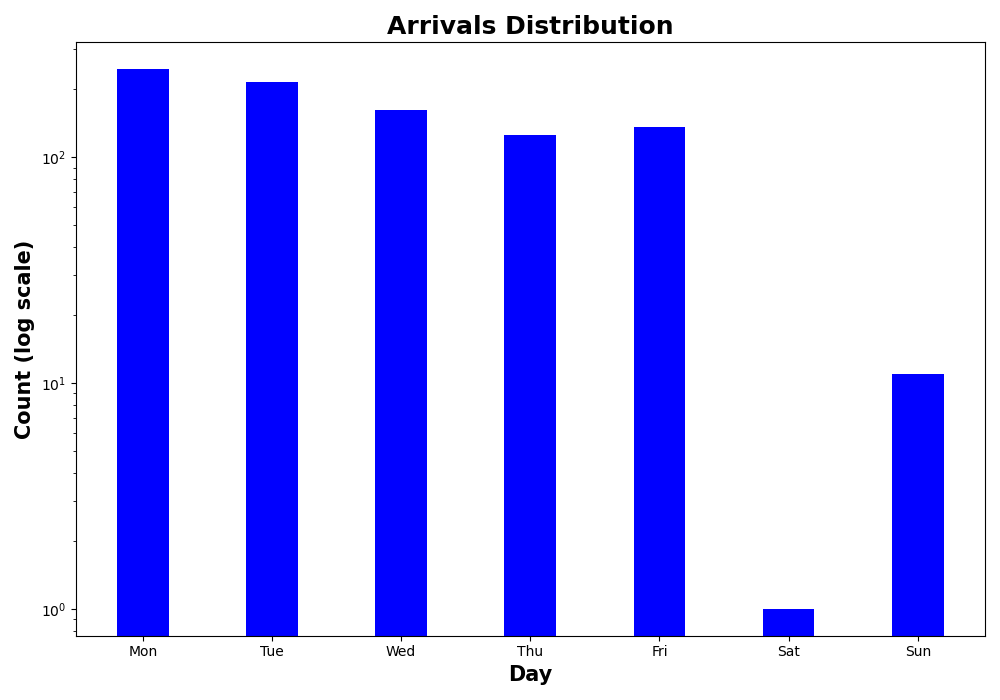 Arrivals Distribution
Count (log scale)
10²
10¹
10⁰
Mon Tue Wed Thu Fri Sat Sun
Day